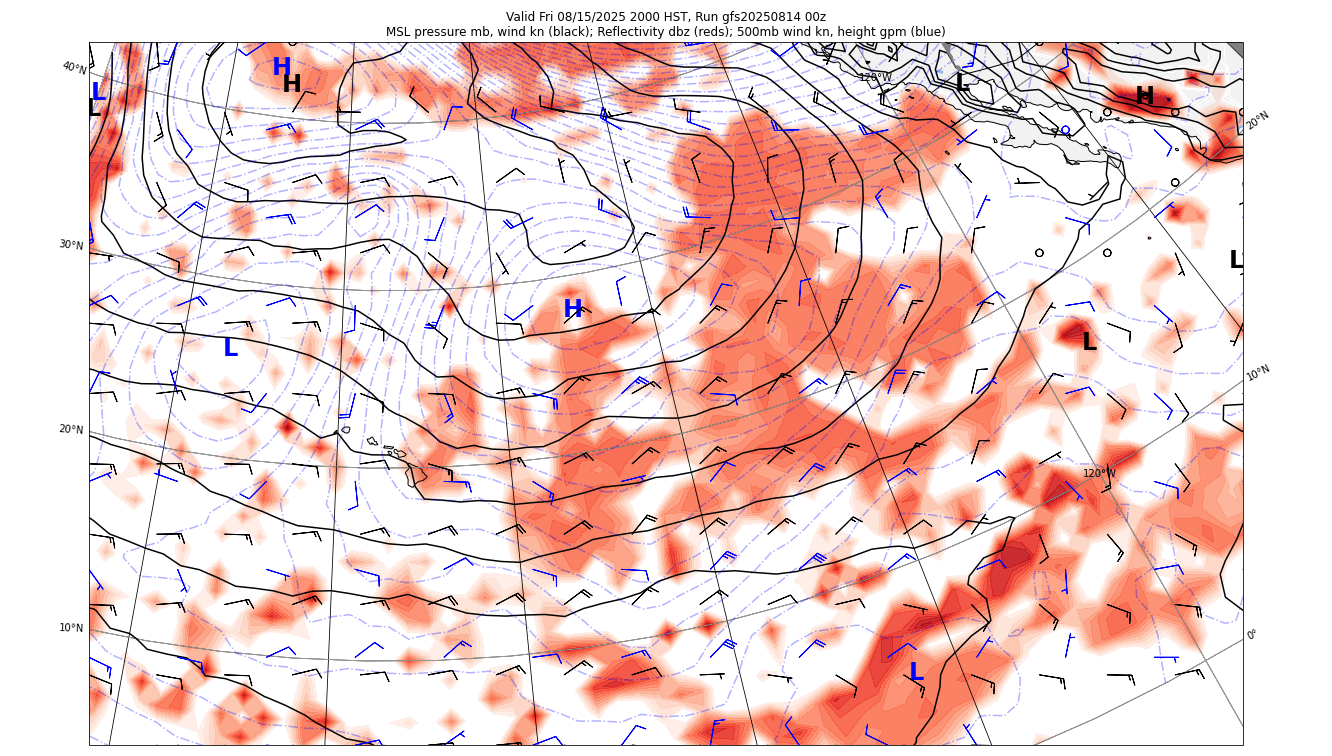 Valid Fri 08/15/2025 2000 HST, Run gfs20250814 00z
MSL pressure mb, wind kn (black); Reflectivity dbz (reds); 500mb wind kn, height gpm (blue)
40°N
H
H
L
L
120°W
L
H
20°N
30°N
L
H
L
L
10°N
20°N
120°W
10°N
0°
L